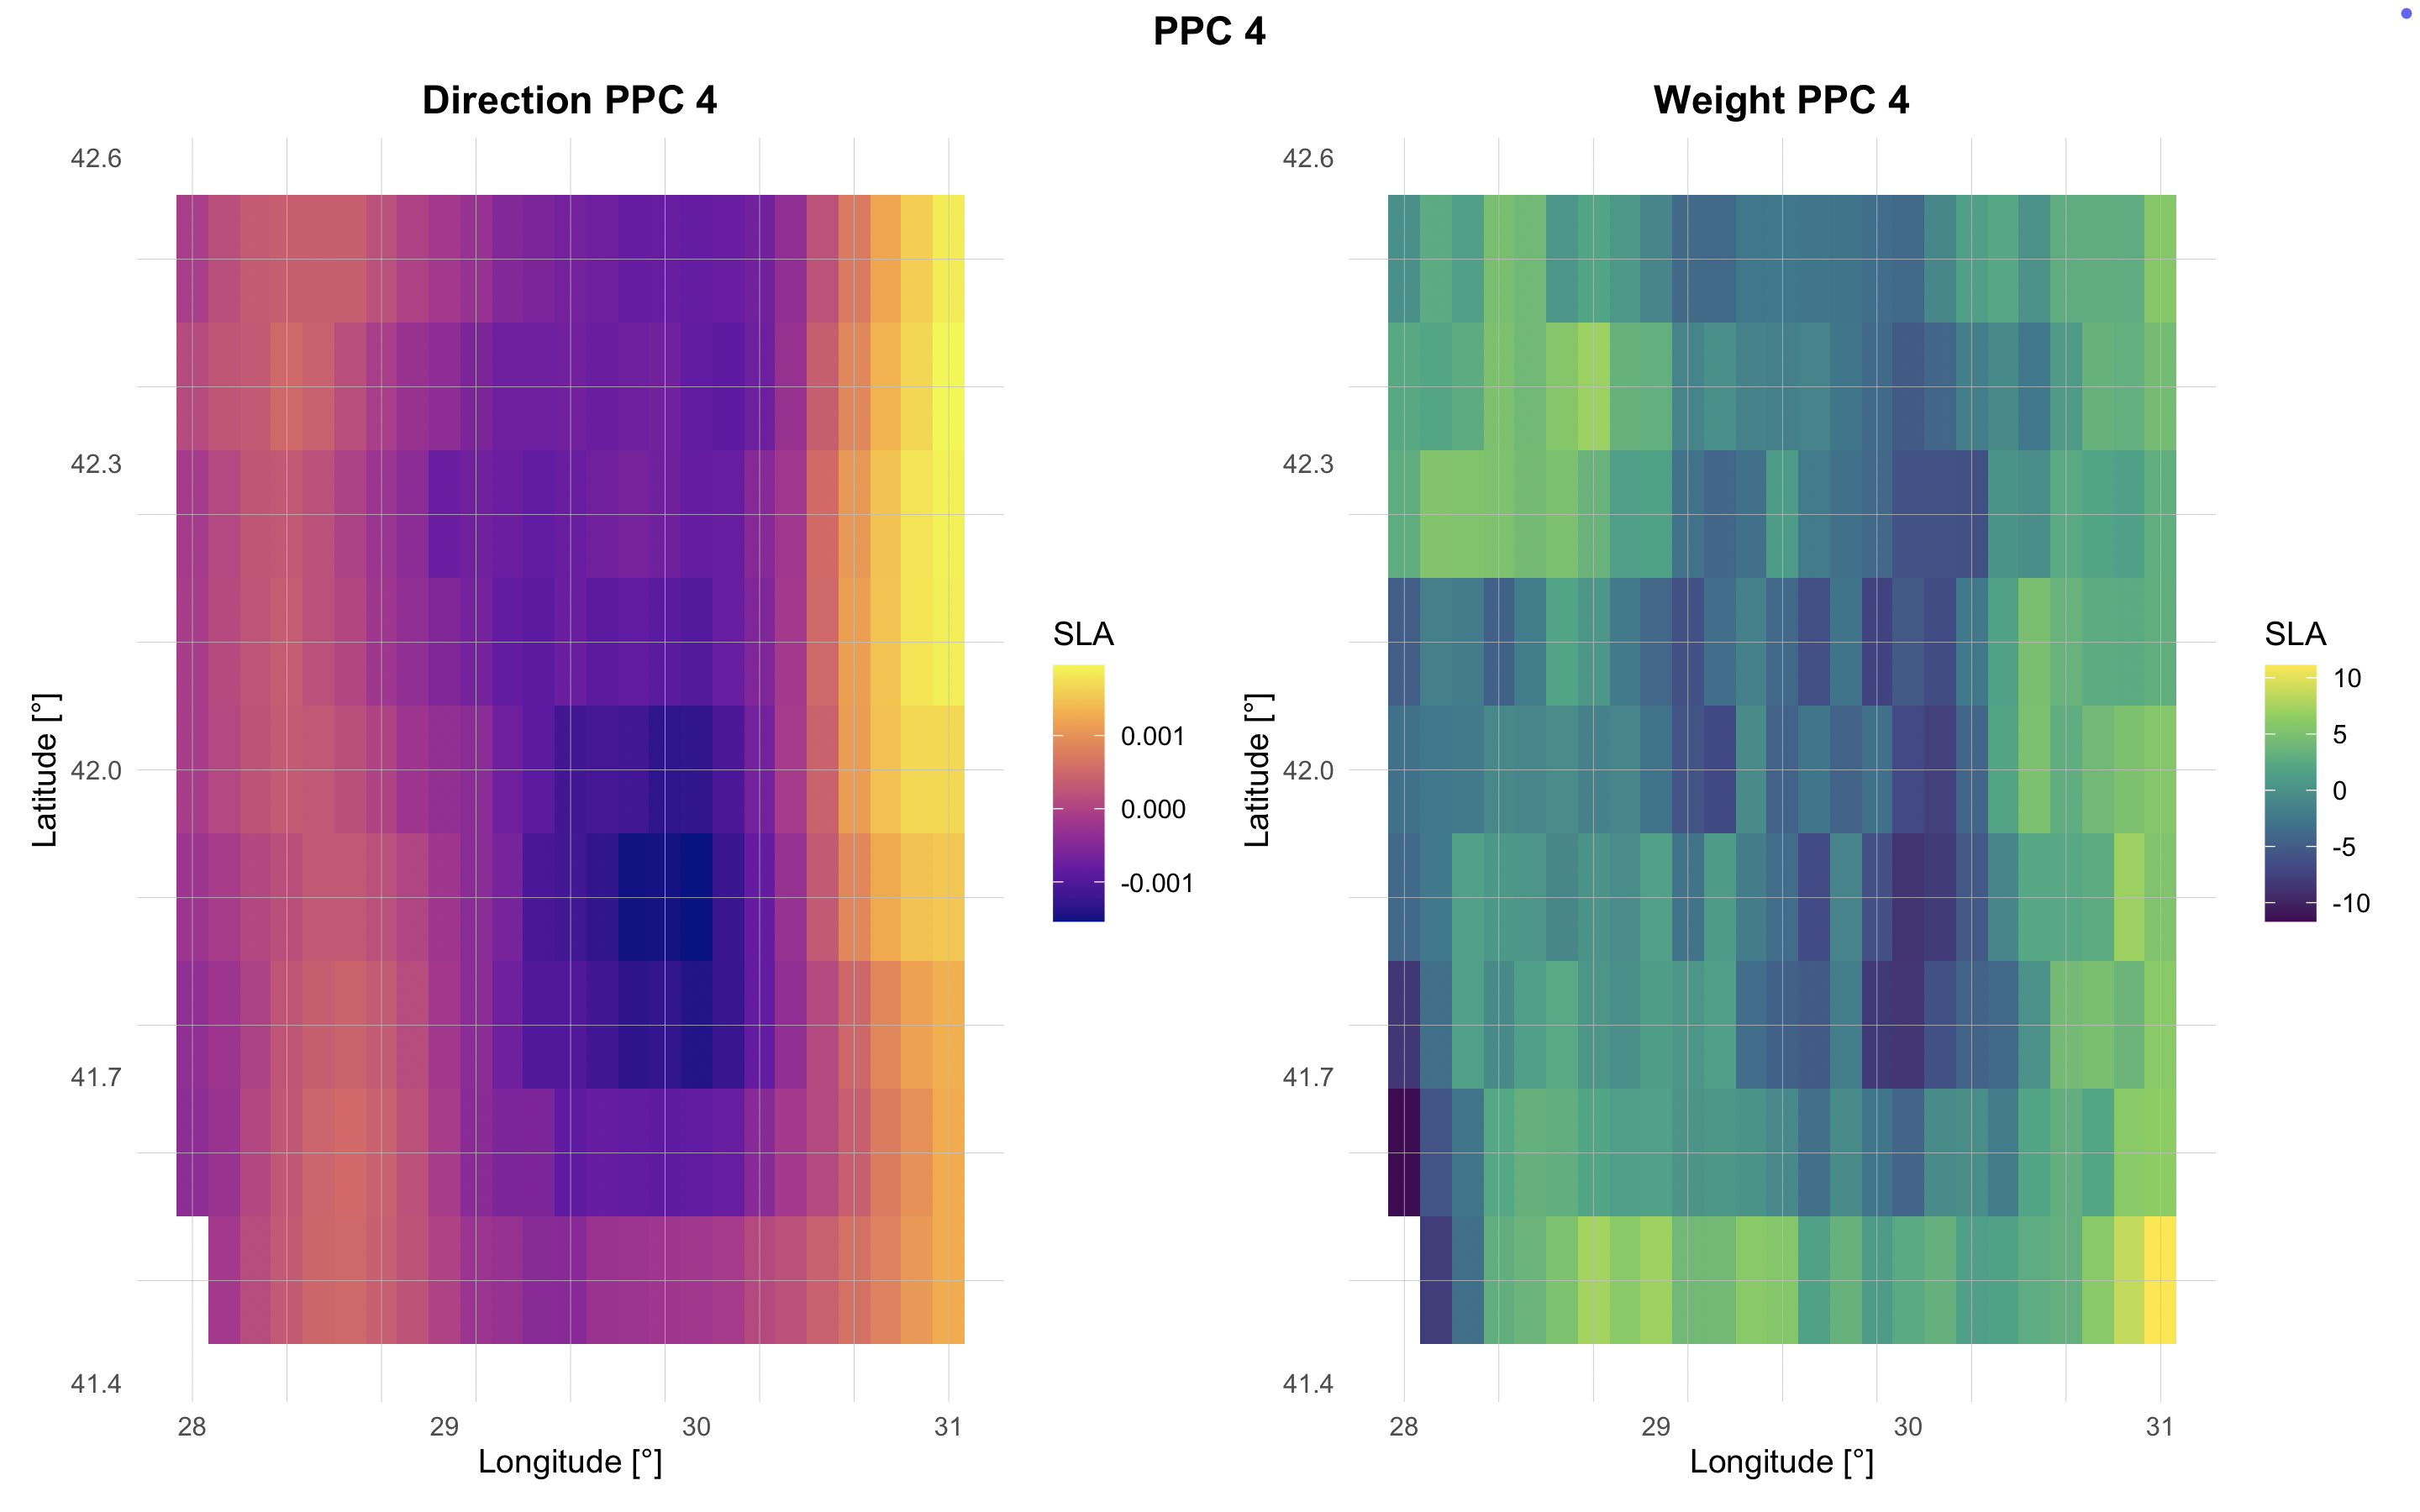 PPC 4
Direction PPC 4
42.6
42.3
42.0
41.7
41.4
Latitude [°]
28 29 30 31
Longitude [°]
SLA
0.001
0.000
-0.001
Weight PPC 4
42.6
42.3
42.0
41.7
41.4
Latitude [°]
28 29 30 31
Longitude [°]
SLA
10
5
0
-5
-10